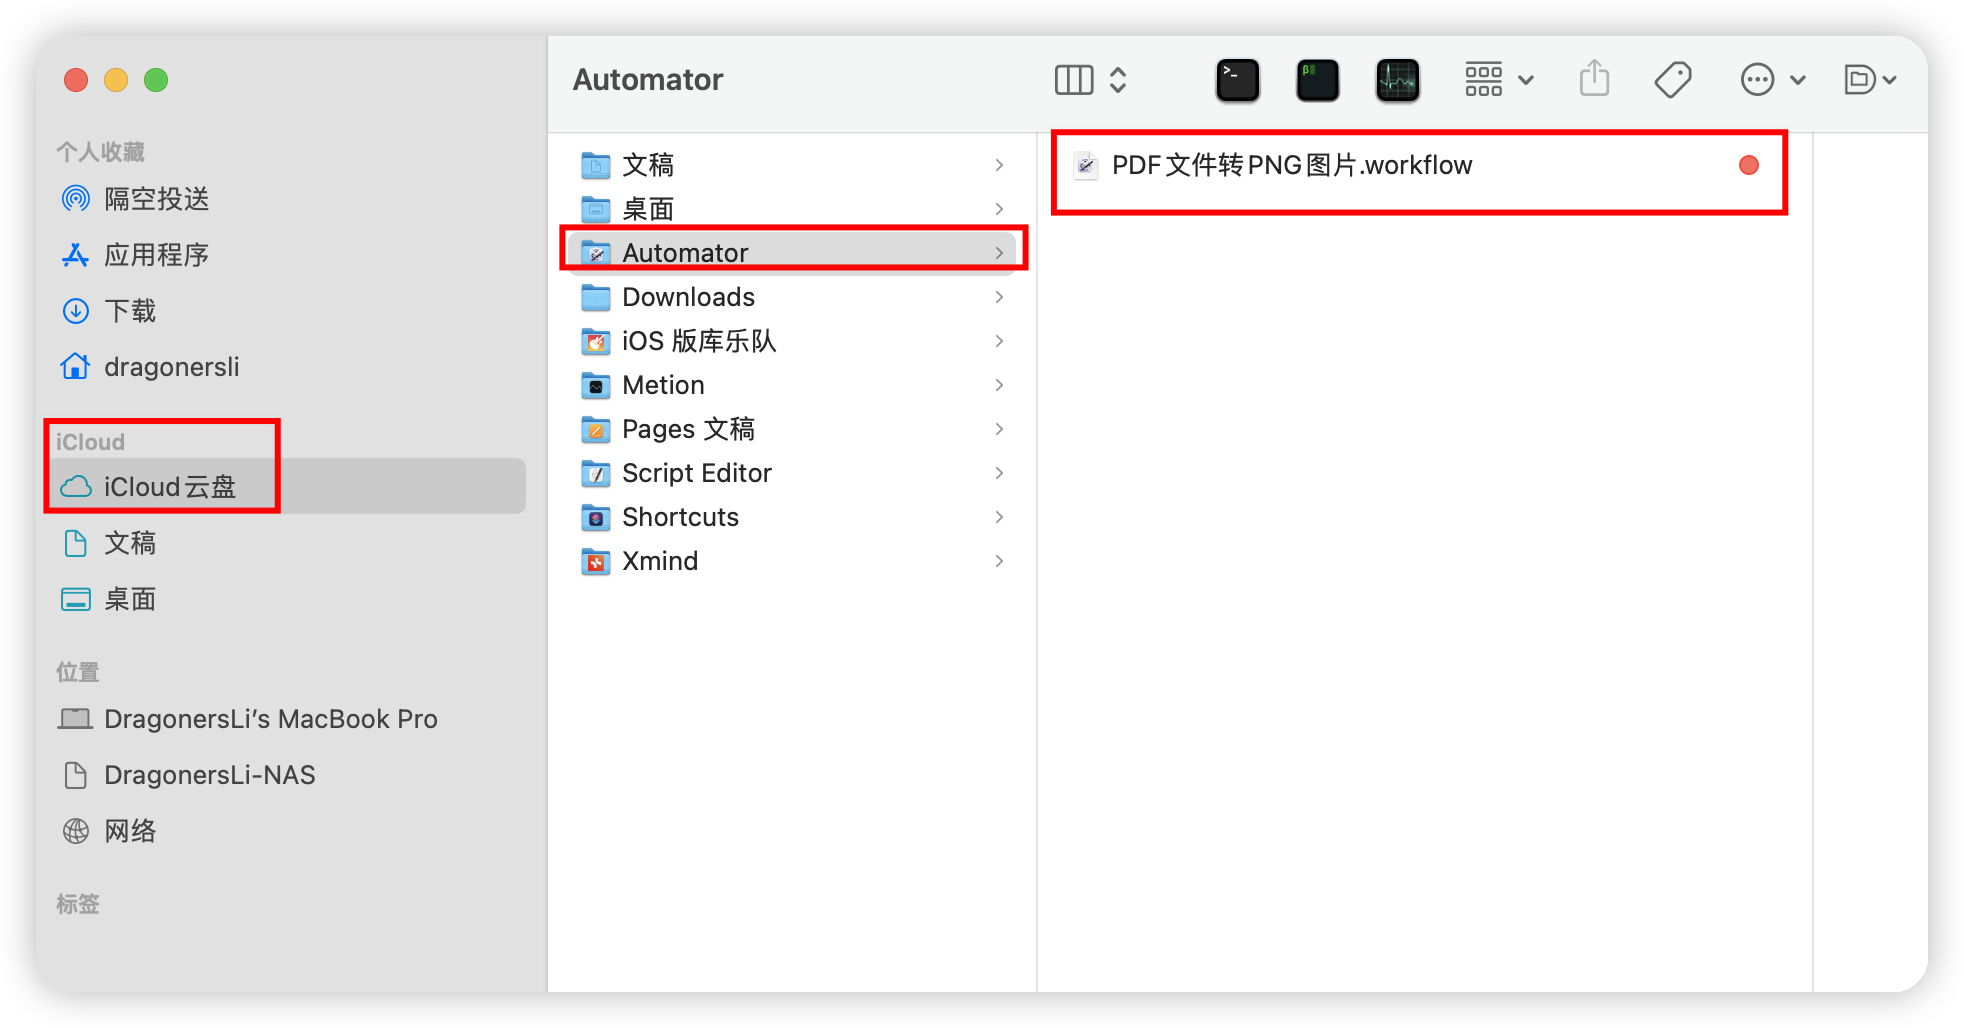 Automator
个人收藏
隔空投送
应用程序
下载
dragonersli
iCloud
iCloud云盘
文稿
桌面
位置
DragonersLi’s MacBook Pro
DragonersLi-NAS
网络
标签
文稿
桌面
Automator
Downloads
iOS 版库乐队
Metion
Pages 文稿
Script Editor
Shortcuts
Xmind
PDF文件转PNG图片.workflow